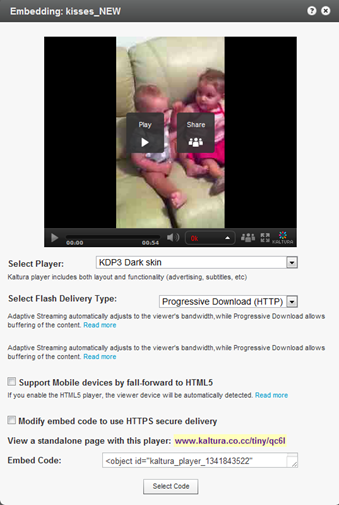 Embedding: kisses_NEW
Play
Share
00:00
00:54
KALTURA
Select Player:
KDP3 Dark skin
Kaltura player includes both layout and functionality (advertising, subtitles, etc)
Select Flash Delivery Type:
Progressive Download (HTTP)
Adaptive Streaming automatically adjusts to the viewer's bandwidth,while Progressive Download allows
buffering of the content. Read more
Adaptive Streaming automatically adjusts to the viewer's bandwidth,while Progressive Download allows
buffering of the content. Read more
Support Mobile devices by fall-forward to HTML5
If you enable the HTML5 player, the viewer device will be automatically detected. Read more
Modify embed code to use HTTPS secure delivery
View a standalone page with this player: www.kaltura.co.cc/tiny/qc6l
Embed Code:
<object id="kaltura_player_1341843522"
Select Code